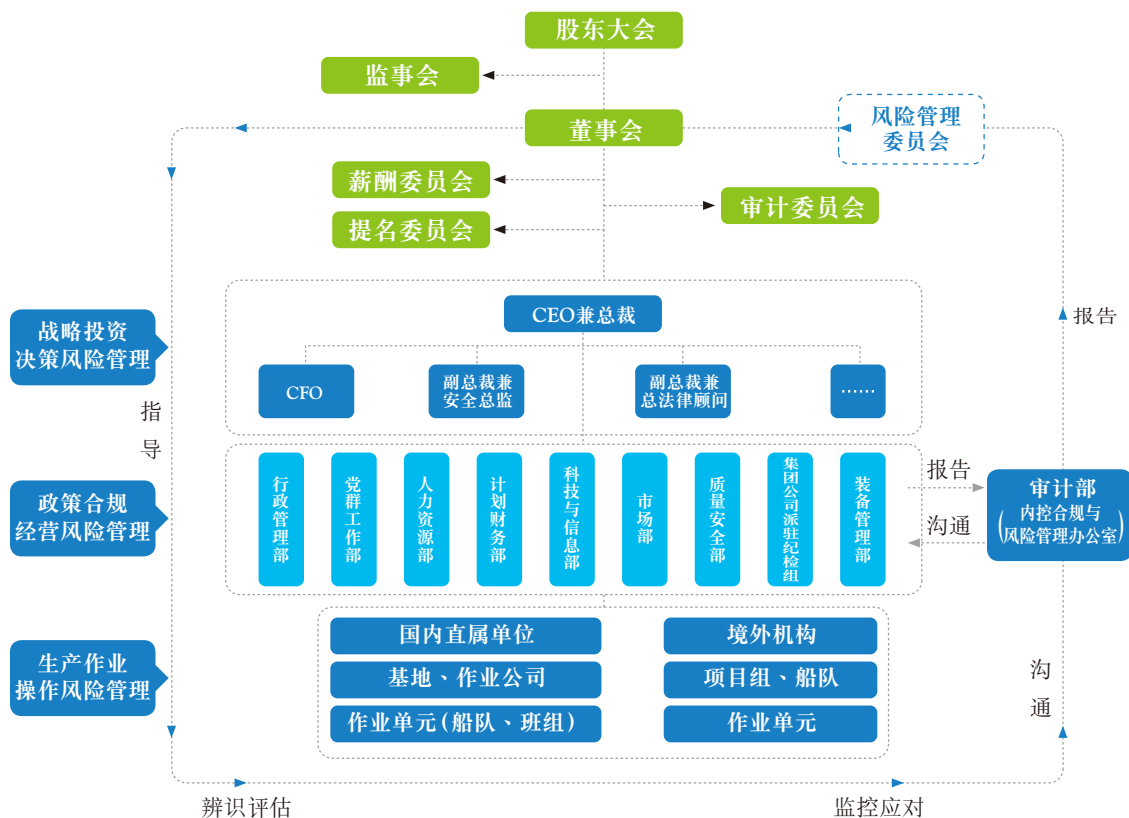 股东大会
监事会
董事会
风险管理
委员会
薪酬委员会
审计委员会
提名委员会
CEO兼总裁
战略投资
决策风险管理
报告
CFO
副总裁兼
安全总监
副总裁兼
总法律顾问
……
指
导
行政管理部
党群工作部
人力资源部
计划财务部
科技与信息部
市场部
质量安全部
集团公司派驻纪检组
装备管理部
报告
沟通
审计部
(内控合规与
风险管理办公室)
政策合规
经营风险管理
国内直属单位
境外机构
基地、作业公司
项目组、船队
作业单元(船队、班组)
作业单元
生产作业
操作风险管理
沟
通
辨识评估
监控应对